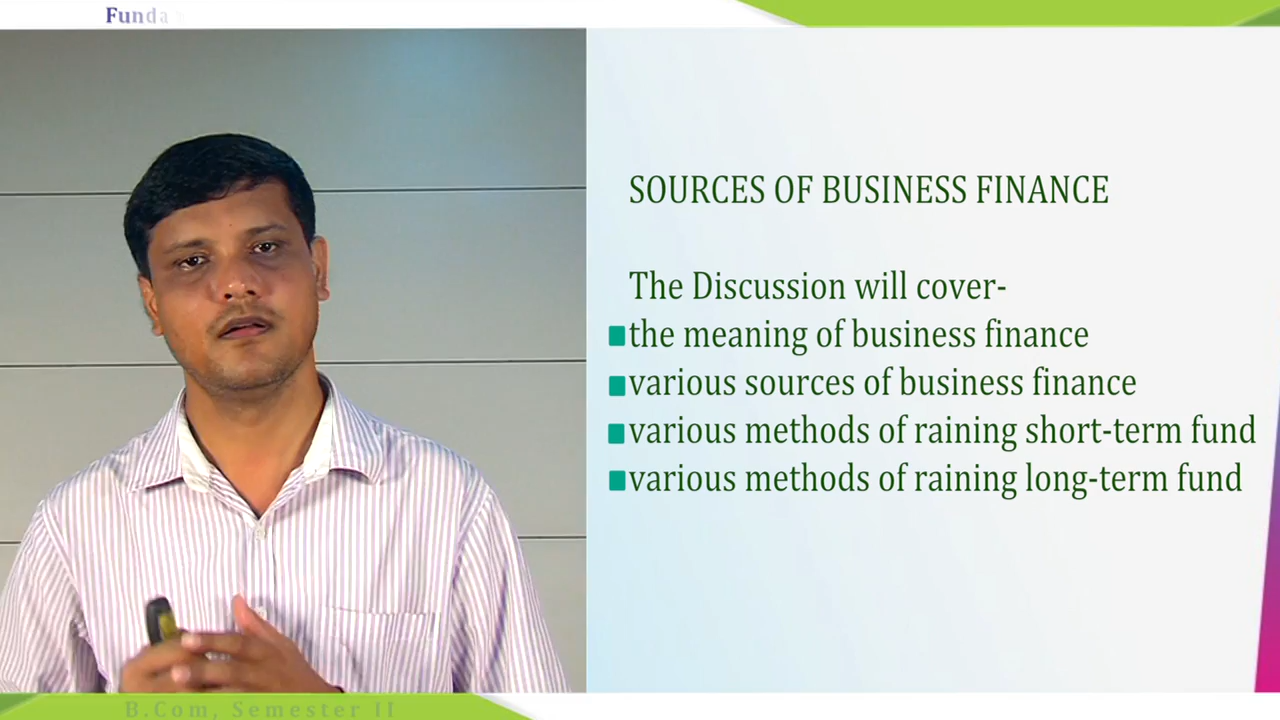 Funda
SOURCES OF BUSINESS FINANCE
The Discussion will cover-
the meaning of business finance
various sources of business finance
various methods of raining short-term fund
various methods of raining long-term fund
B.Com, Semester II